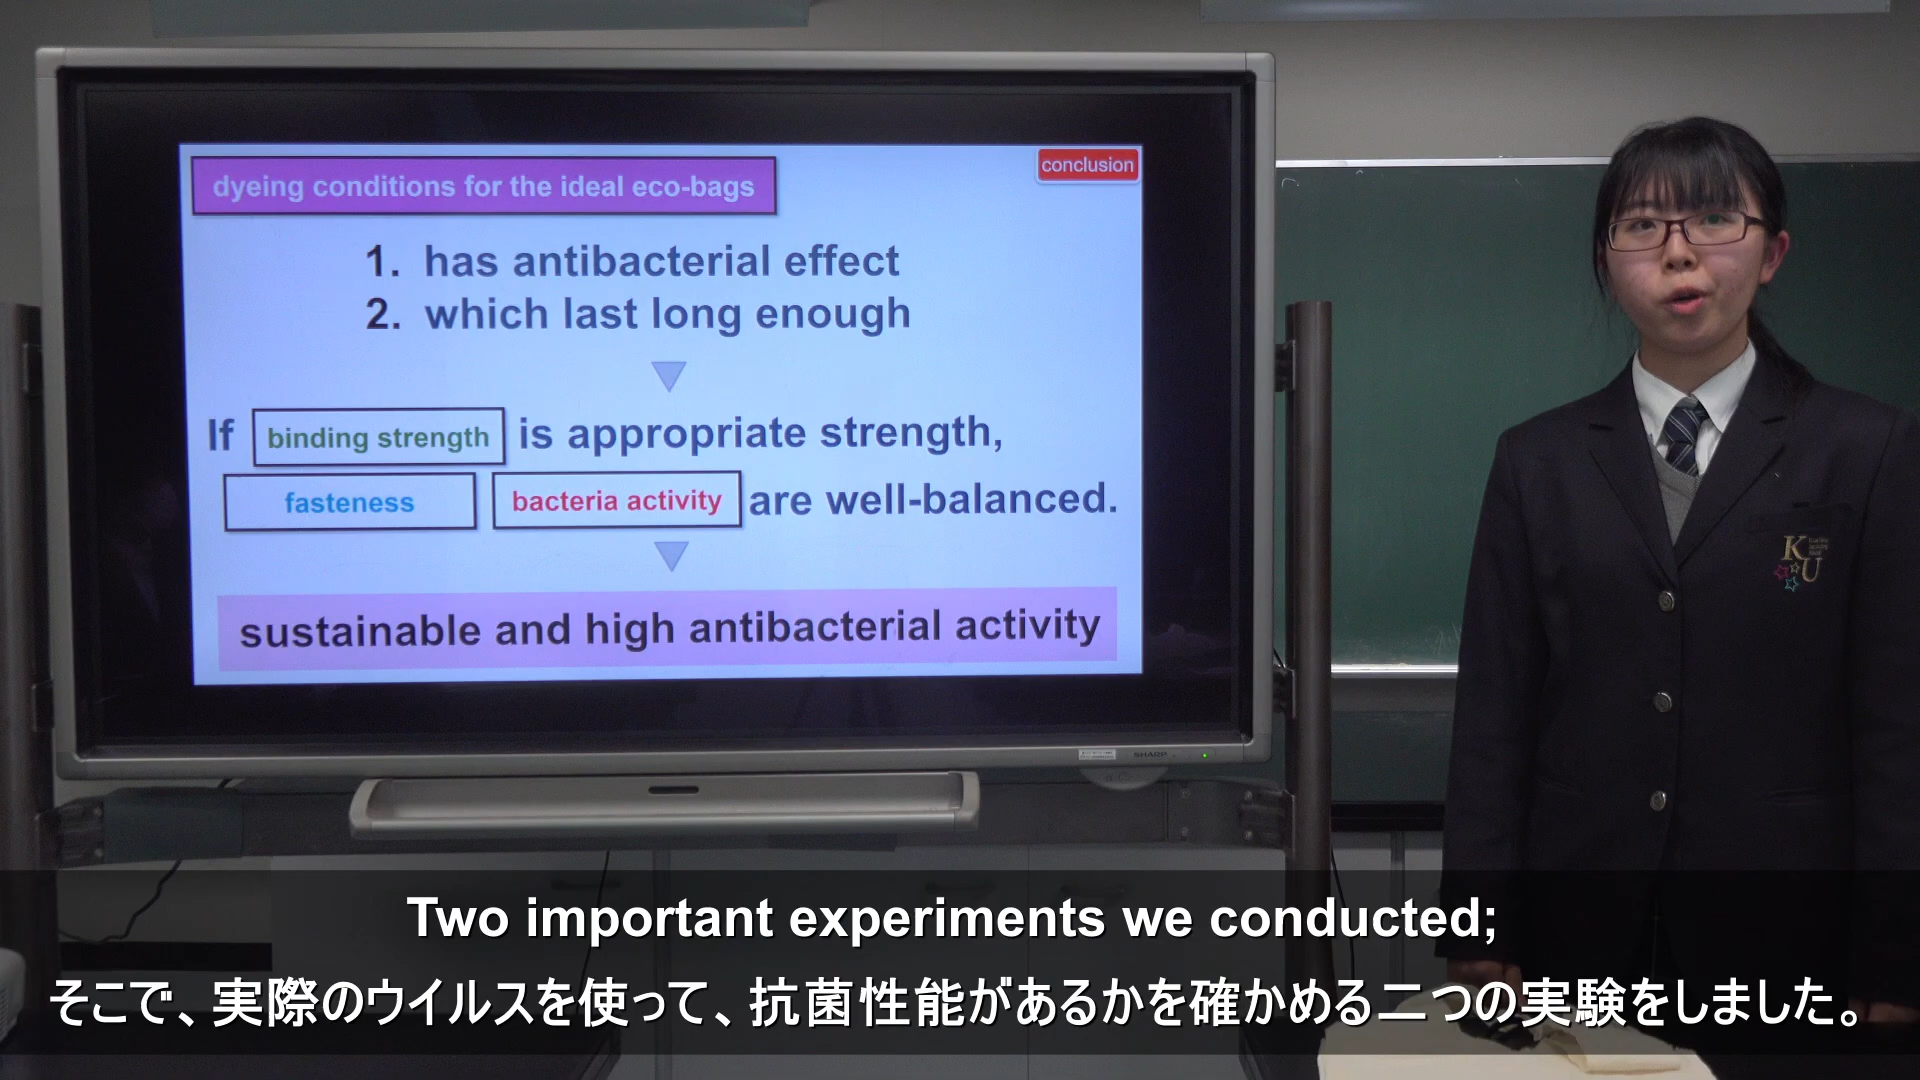 dyeing conditions for the ideal eco-bags
conclusion
1. has antibacterial effect
2. which last long enough
If binding strength is appropriate strength,
fasteness bacteria activity are well-balanced.
sustainable and high antibacterial activity
SHARP
KU
Two important experiments we conducted;
そこで、実際のウイルスを使って、抗菌性能があるかを確かめる二つの実験をしました。